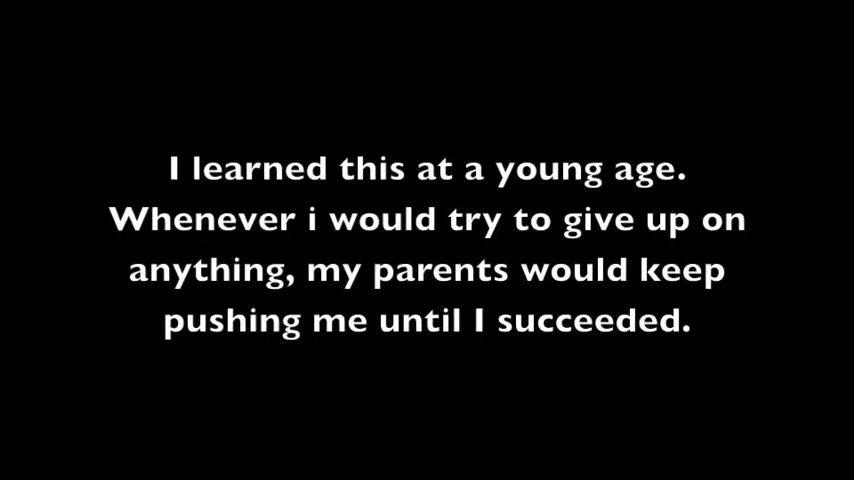 I learned this at a young age.
Whenever i would try to give up on
anything, my parents would keep
pushing me until I succeeded.